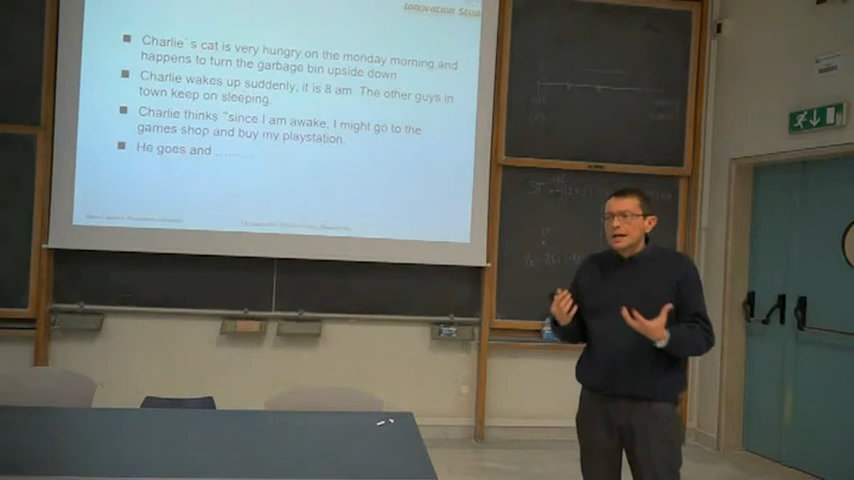 Innovation Stud
Charlie`s cat is very hungry on the monday morning and
happens to turn the garbage bin upside down
Charlie wakes up suddenly, it is 8 am. The other guys in
town keep on sleeping.
Charlie thinks "since I am awake, I might go to the
games shop and buy my playstation.
He goes and ........